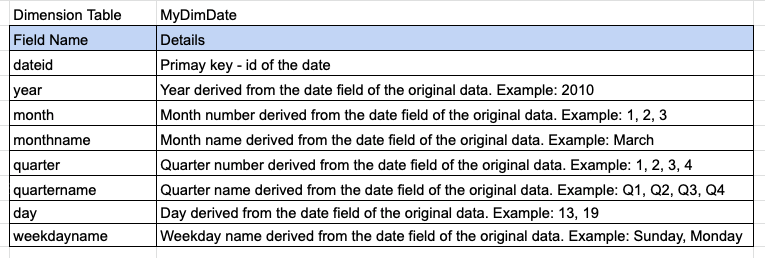 Dimension Table MyDimDate
Field Name Details
dateid Primay key - id of the date
year Year derived from the date field of the original data. Example: 2010
month Month number derived from the date field of the original data. Example: 1, 2, 3
monthname Month name derived from the date field of the original data. Example: March
quarter Quarter number derived from the date field of the original data. Example: 1, 2, 3, 4
quartername Quarter name derived from the date field of the original data. Example: Q1, Q2, Q3, Q4
day Day derived from the date field of the original data. Example: 13, 19
weekdayname Weekday name derived from the date field of the original data. Example: Sunday, Monday